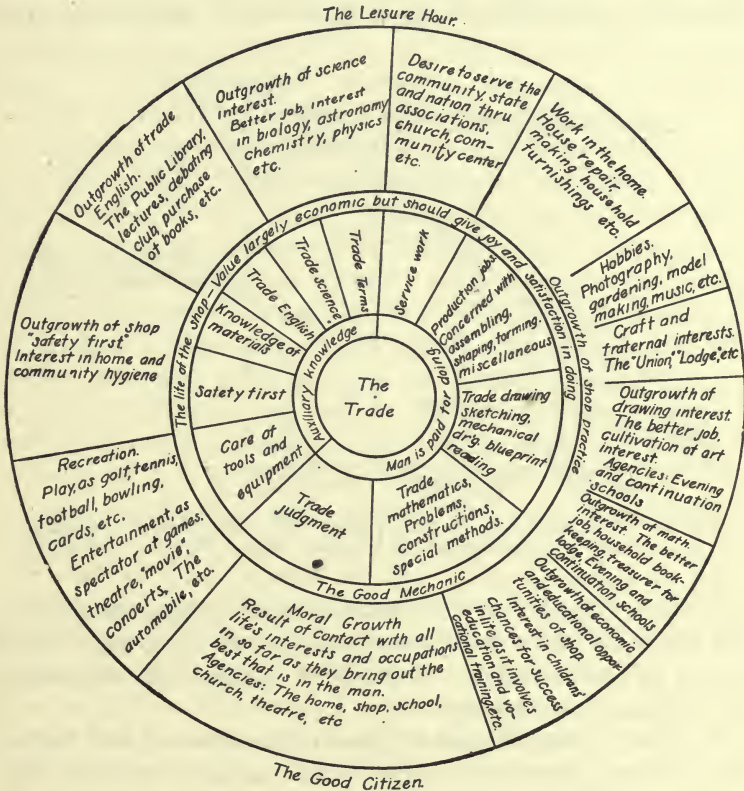 The Leisure Hour.
Outgrowth of science
interest.
Better job, interest
in biology, astronomy
chemistry, physics
etc.
Desire to serve the
community, state
and nation thru
associations,
church, com-
munity center
etc.
Work in the home.
House repair,
making household
furnishings etc.
Hobbies.
Photography,
gardening, model
making, music, etc.
Craft and
fraternal interests.
The "Union," "Lodge," etc
Outgrowth of
drawing interest
The better job,
cultivation of art
interest.
Agencies: Evening
and continuation
schools
Outgrowth of math.
interest. The better
job, household book-
keeping treasurer for
lodge, Evening and
continuation schools
Outgrowth of economic
and educational oppor-
tunities of shop
Interest in childrens'
chances for success
in life as it involves
education and vo-
cational training, etc.
Moral Growth
Result of contact with all
life's interests and occupations
in so far as they bring out the
best that is in the man.
Agencies: The home, shop, school,
church, theatre, etc
Recreation.
Play, as golf, tennis,
football, bowling,
cards, etc.
Entertainment, as
spectator at games.
theatre, "movie",
concerts, The
automobile, etc.
Outgrowth of shop
"safety first"
Interest in home and
community hygiene
Outgrowth of trade
English.
The Public Library,
lectures, debating
club, purchase
of books, etc.
The life of the shop - Value largely economic but should give joy and satisfaction in doing
Outgrowth of shop practice
The Good Mechanic
Service work
Production jobs
Concerned with
assembling,
shaping, forming.
miscellaneous
Trade drawing
sketching,
mechanical
dr'g. blueprint
reading
Trade
mathematics,
Problems,
constructions,
special methods.
Trade
judgment
Care of
tools and
equipment
Safety first
Knowledge of
materials
Trade English
Trade science
Trade Terms
Auxiliary knowledge
Man is paid for doing
The
Trade
The Good Citizen.